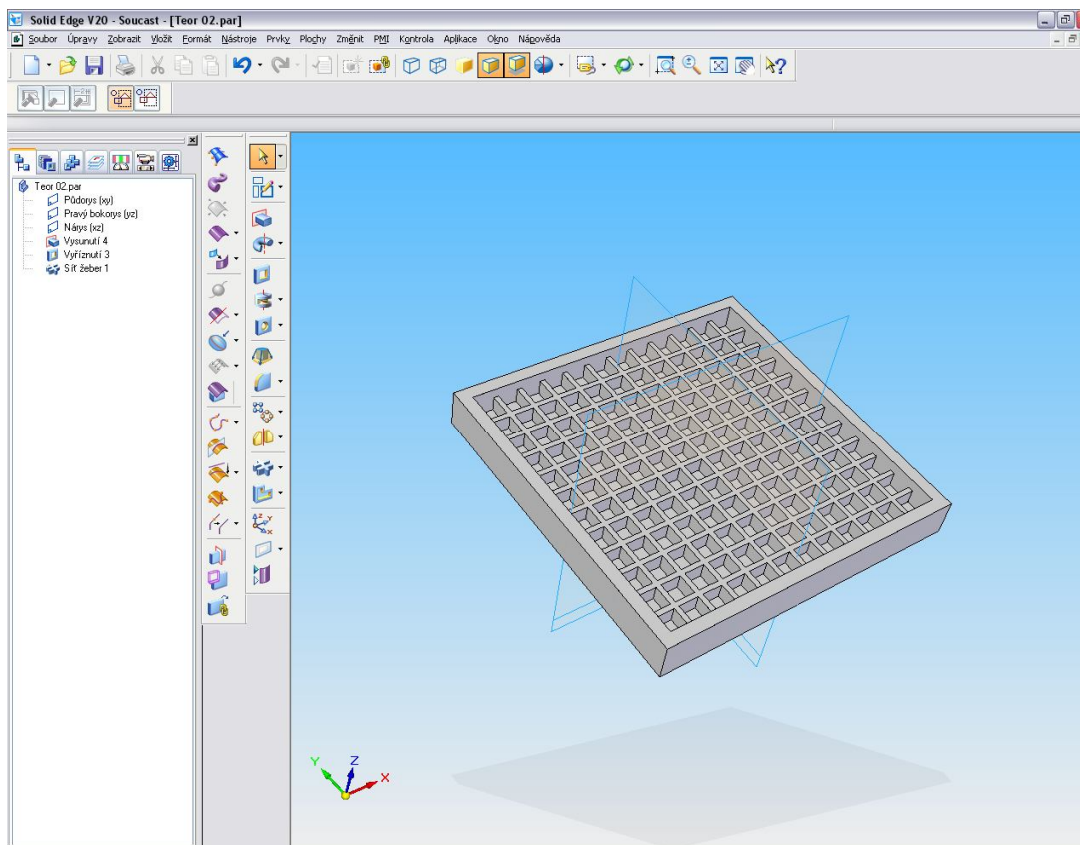 Solid Edge V20 - Soucast - [Teor 02.par]
Soubor Úpravy Zobrazit Vložit Formát Nástroje Prvky Plochy Změnit PMI Kontrola Aplikace Okno Nápověda
Teor 02.par
Půdorys (xy)
Pravý bokorys (yz)
Nárys (xz)
Vysunutí 4
Vyříznutí 3
Síť žeber 1
Y
Z
X